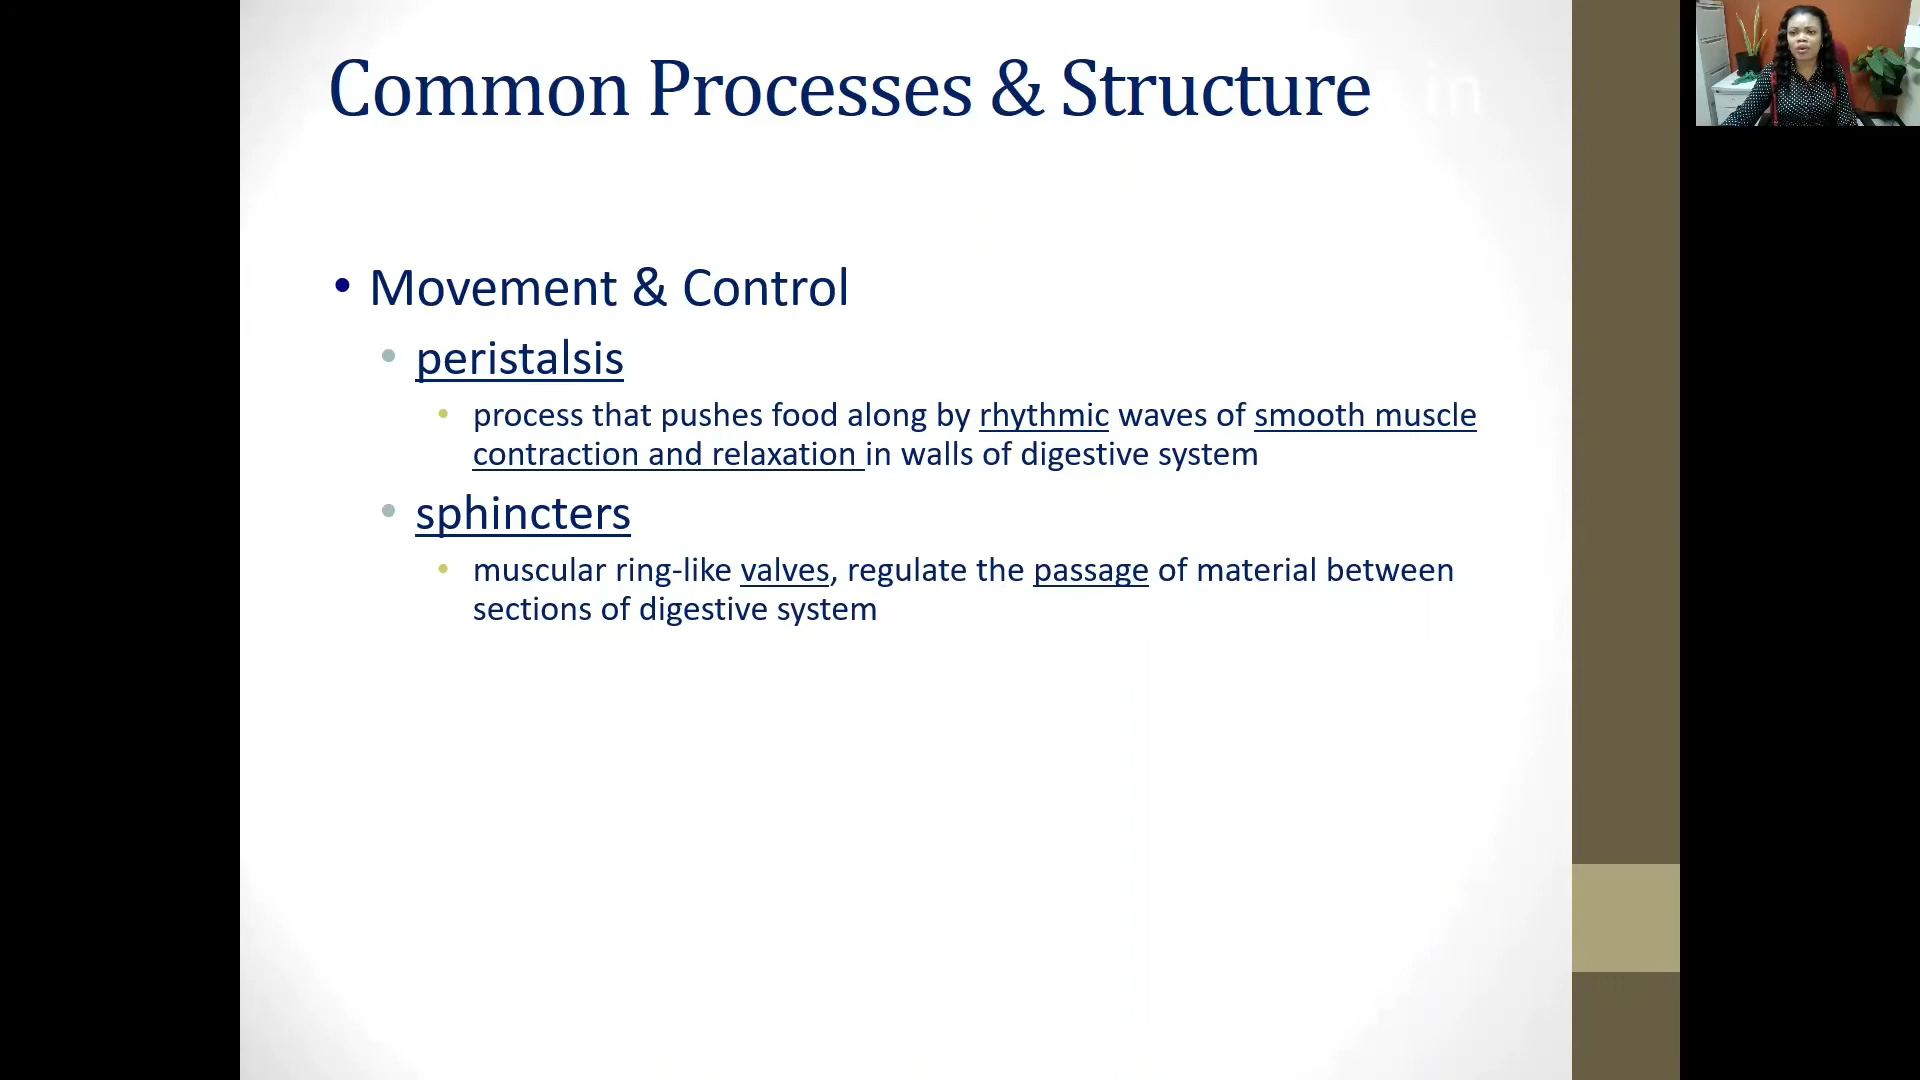 Common Processes & Structure in
• Movement & Control
• peristalsis
• process that pushes food along by rhythmic waves of smooth muscle
contraction and relaxation in walls of digestive system
• sphincters
• muscular ring-like valves, regulate the passage of material between
sections of digestive system